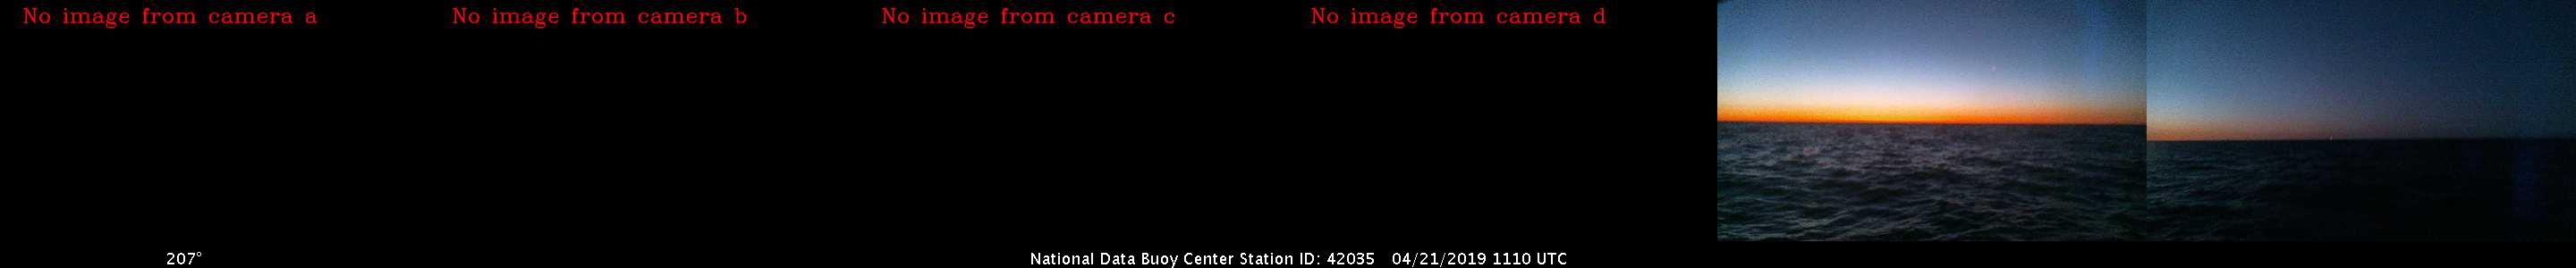 No image from camera a
No image from camera b
No image from camera c
No image from camera d
207°
National Data Buoy Center Station ID: 42035 04/21/2019 1110 UTC